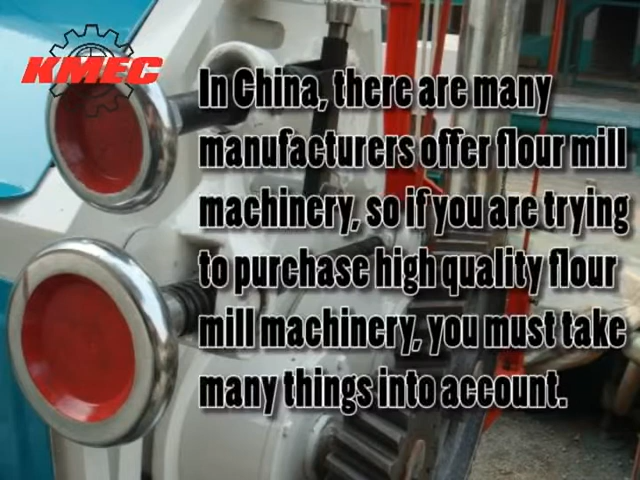 KMEC
In China, there are many
manufacturers offer flour mill
machinery, so if you are trying
to purchase high quality flour
mill machinery, you must take
many things into account.